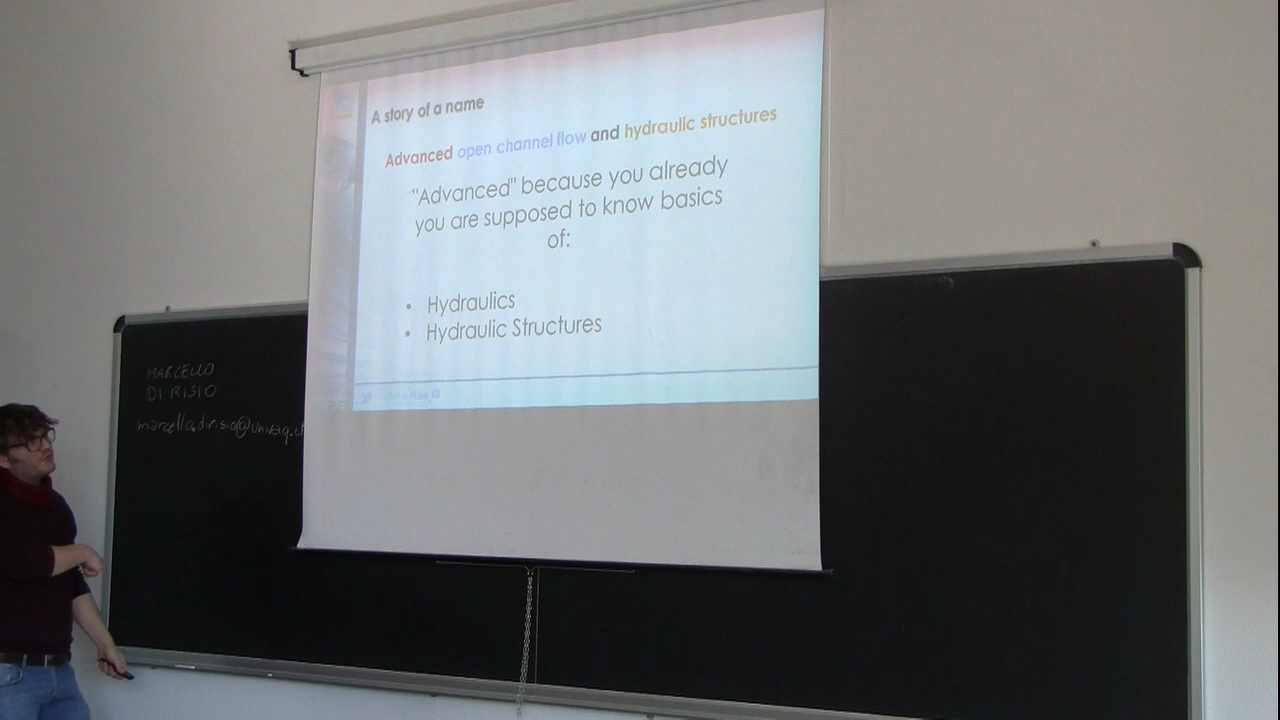 A story of a name
Advanced open channel flow and hydraulic structures
"Advanced" because you already
you are supposed to know basics
of:
• Hydraulics
• Hydraulic Structures
MARCELLO
DI RISIO